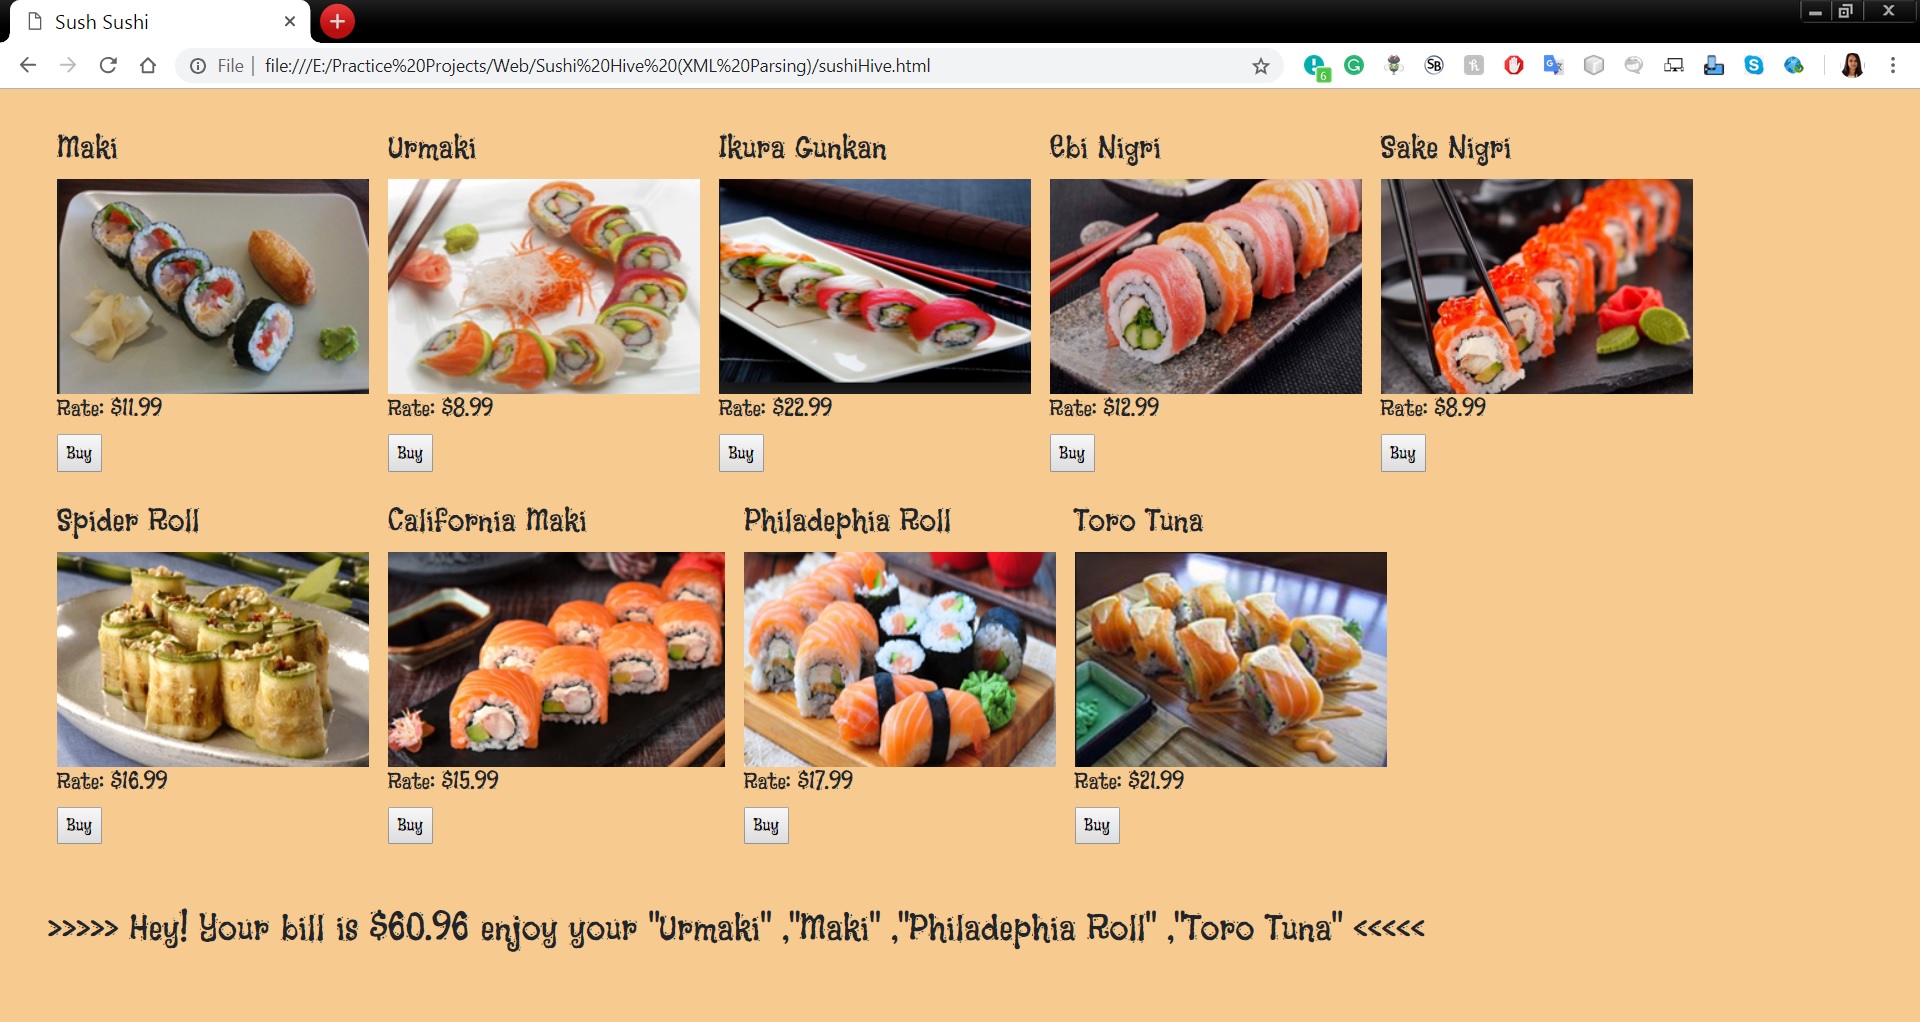 Sush Sushi
File | file:///E:/Practice%20Projects/Web/Sushi%20Hive%20(XML%20Parsing)/sushiHive.html
6
SB
Maki Urmaki Ikura Gunkan Ebi Nigri Sake Nigri
Rate: $11.99 Rate: $8.99 Rate: $22.99 Rate: $12.99 Rate: $8.99
Buy Buy Buy Buy Buy
Spider Roll California Maki Philadephia Roll Toro Tuna
Rate: $16.99 Rate: $15.99 Rate: $17.99 Rate: $21.99
Buy Buy Buy Buy
>>>>> Hey! Your bill is $60.96 enjoy your "Urmaki" ,"Maki" ,"Philadephia Roll" ,"Toro Tuna" <<<<<